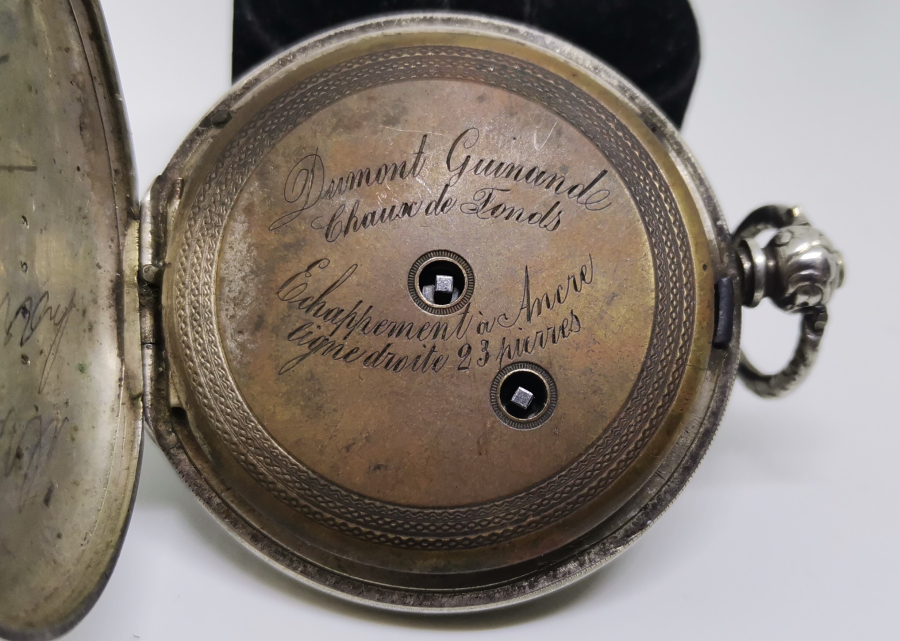 Dumont Guinand
Chaux de Fonds
Echappement à Ancre
ligne droite 23 pierres